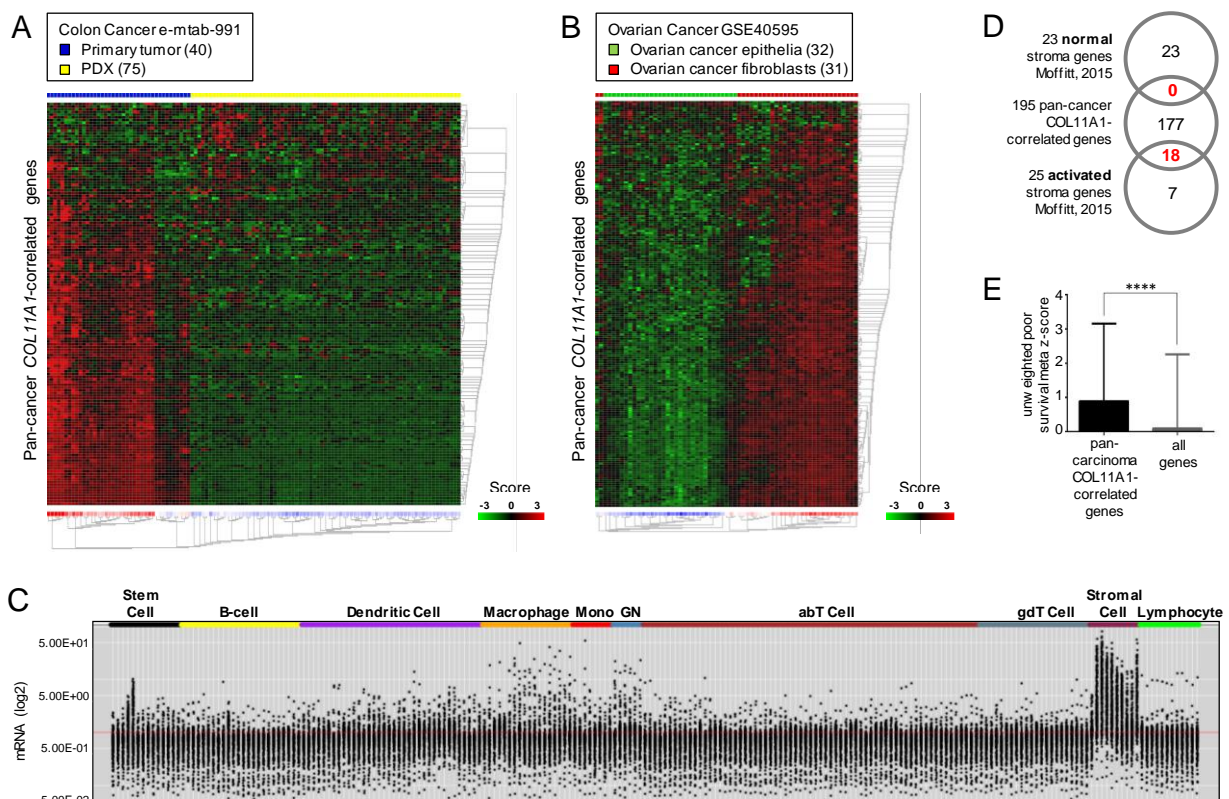 A
Colon Cancer e-mtab-991
Primary tumor (40)
PDX (75)
Pan-cancer COL11A1-correlated genes
Score
-3 0 3
B
Ovarian Cancer GSE40595
Ovarian cancer epithelia (32)
Ovarian cancer fibroblasts (31)
Pan-cancer COL11A1-correlated genes
Score
-3 0 3
D
23 normal
stroma genes
Moffitt, 2015
195 pan-cancer
COL11A1-
correlated genes
25 activated
stroma genes
Moffitt, 2015
23
0
177
18
7
E
unweighted poor
survival meta z-score
4
3
2
1
0
****
pan-
carcinoma
COL11A1-
correlated
genes
all
genes
C
Stem
Cell
B-cell
Dendritic Cell
Macrophage
Mono
GN
abT Cell
gdT Cell
Stromal
Cell
Lymphocyte
mRNA (log2)
5.00E+01
5.00E+00
5.00E-01